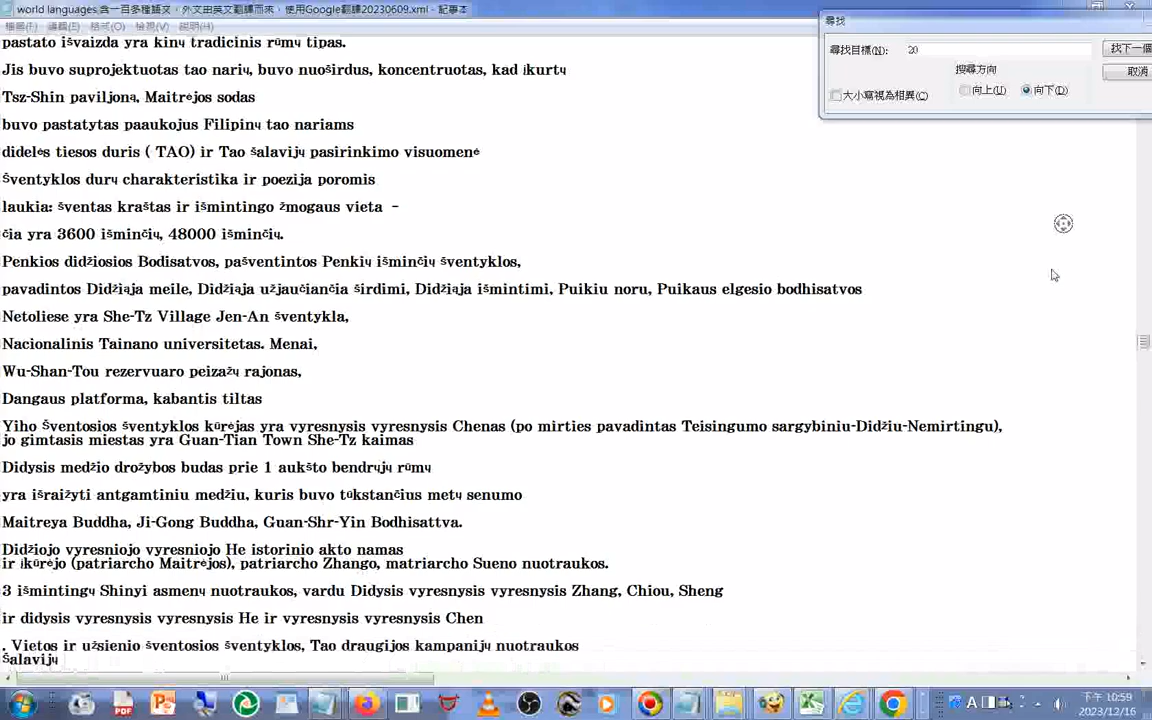 world languages 含一百多種語文，外文由英文翻譯而來，使用Google翻譯20230609.xml - 記事本
檔案(F) 編輯(E) 格式(O) 檢視(V) 說明(H)
尋找
尋找目標(N): 20
找下一個
搜尋方向
取消
大小寫視為相異(C) 向上(U) 向下(D)
pastato išvaizda yra kinų tradicinis rūmų tipas.
Jis buvo suprojektuotas tao narių, buvo nuoširdus, koncentruotas, kad įkurtų
Tsz-Shin paviljoną, Maitrėjos sodas
buvo pastatytas paaukojus Filipinų tao nariams
didelės tiesos duris ( TAO) ir Tao šalavijų pasirinkimo visuomenė
Šventyklos durų charakteristika ir poezija poromis
laukia: šventas kraštas ir išmintingo žmogaus vieta -
čia yra 3600 išminčių, 48000 išminčių.
Penkios didžiosios Bodisatvos, pašventintos Penkių išminčių šventyklos,
pavadintos Didžiąja meile, Didžiąja užjaučiančia širdimi, Didžiąja išmintimi, Puikiu noru, Puikaus elgesio bodhisatvos
Netoliese yra She-Tz Village Jen-An šventykla,
Nacionalinis Tainano universitetas. Menai,
Wu-Shan-Tou rezervuaro peizažų rajonas,
Dangaus platforma, kabantis tiltas
Yiho Šventosios šventyklos kūrėjas yra vyresnysis vyresnysis Chenas (po mirties pavadintas Teisingumo sargybiniu-Didžiu-Nemirtingu),
jo gimtasis miestas yra Guan-Tian Town She-Tz kaimas
Didysis medžio drožybos budas prie 1 aukšto bendrųjų rūmų
yra išraižyti antgamtiniu medžiu, kuris buvo tūkstančius metų senumo
Maitreya Buddha, Ji-Gong Buddha, Guan-Shr-Yin Bodhisattva.
Didžiojo vyresniojo vyresniojo He istorinio akto namas
ir įkūrėjo (patriarcho Maitrėjos), patriarcho Zhango, matriarcho Sueno nuotraukos.
3 išmintingų Shinyi asmenų nuotraukos, vardu Didysis vyresnysis vyresnysis Zhang, Chiou, Sheng
ir didysis vyresnysis vyresnysis He ir vyresnysis vyresnysis Chen
. Vietos ir užsienio šventosios šventyklos, Tao draugijos kampanijų nuotraukos
Šalavijų
下午 10:59
2023/12/16